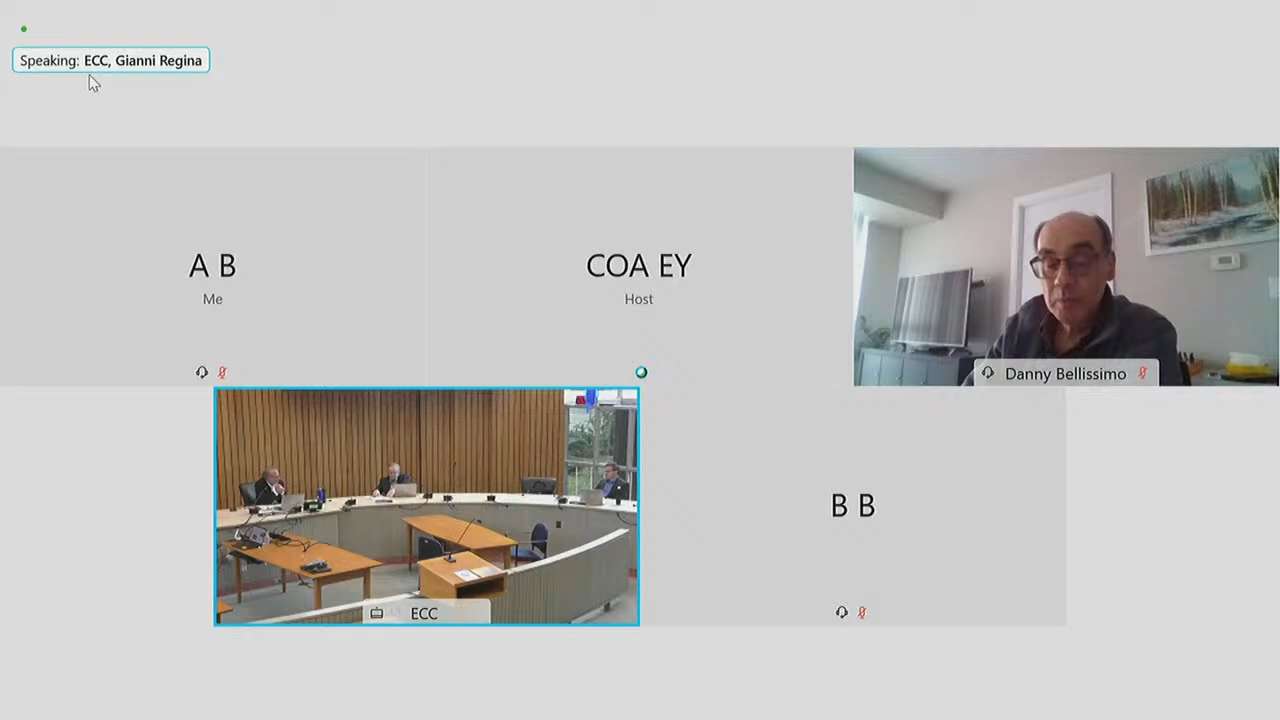 Speaking: ECC, Gianni Regina
A B
Me
COA EY
Host
Danny Bellissimo
ECC
B B